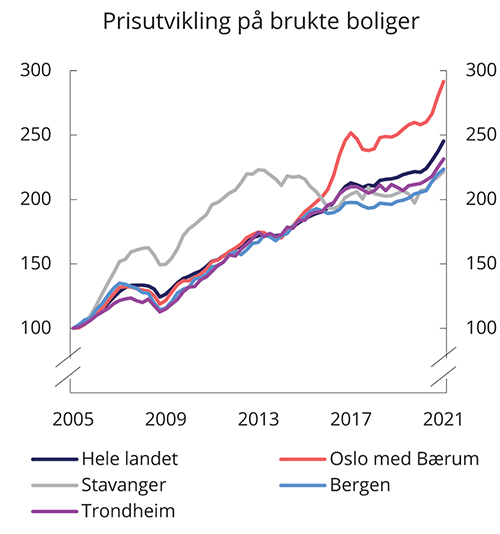 Prisutvikling på brukte boliger
300 300
250 250
200 200
150 150
100 100
2005 2009 2013 2017 2021
Hele landet Oslo med Bærum
Stavanger Bergen
Trondheim